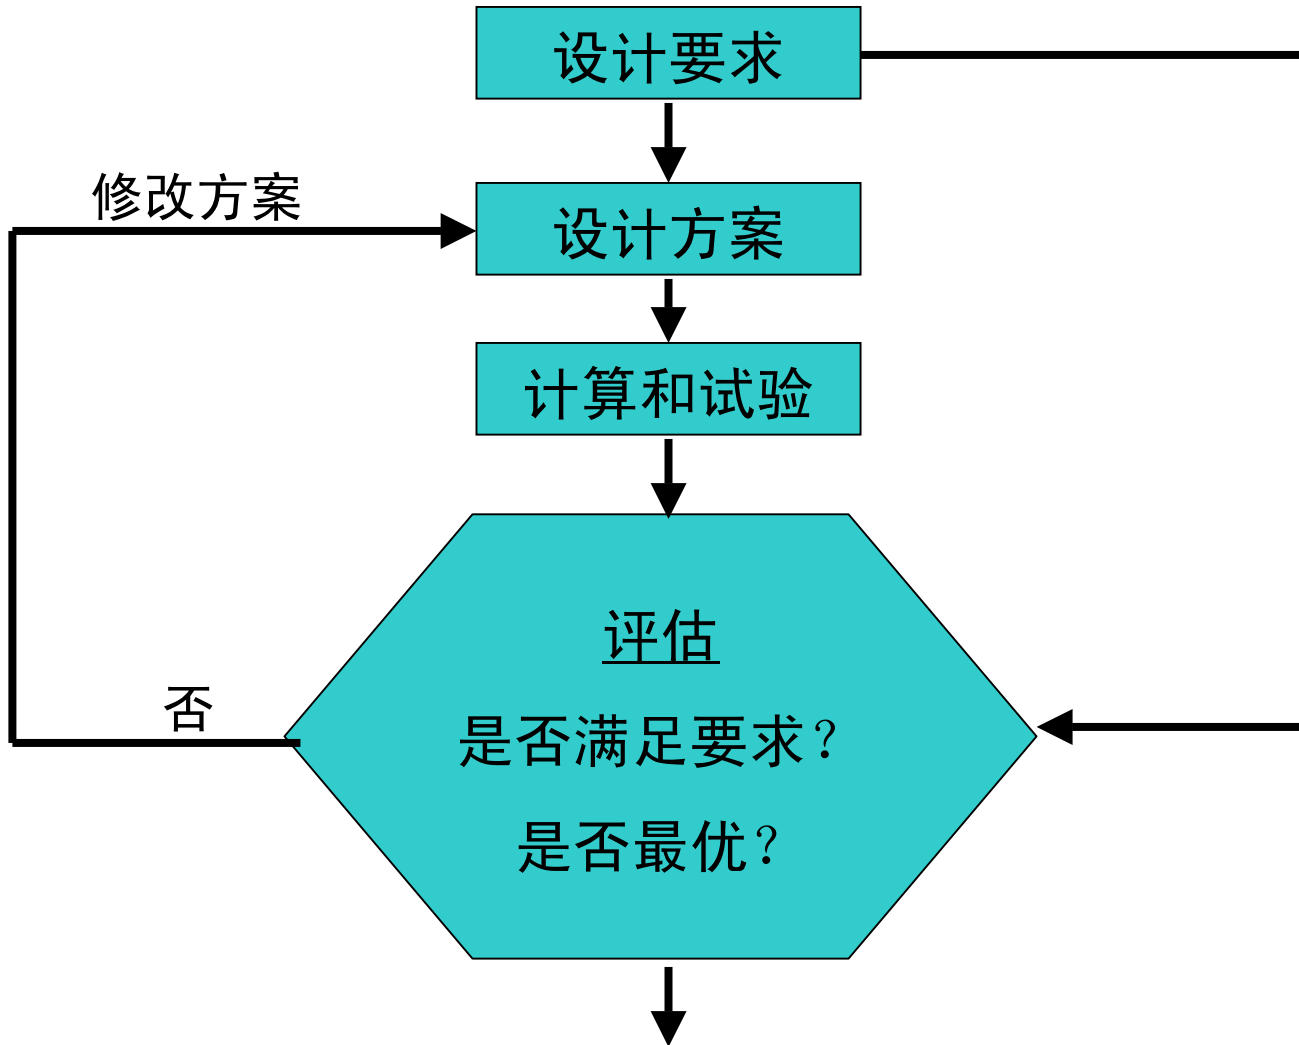 设计要求
修改方案
设计方案
计算和试验
评估
否
是否满足要求？
是否最优？